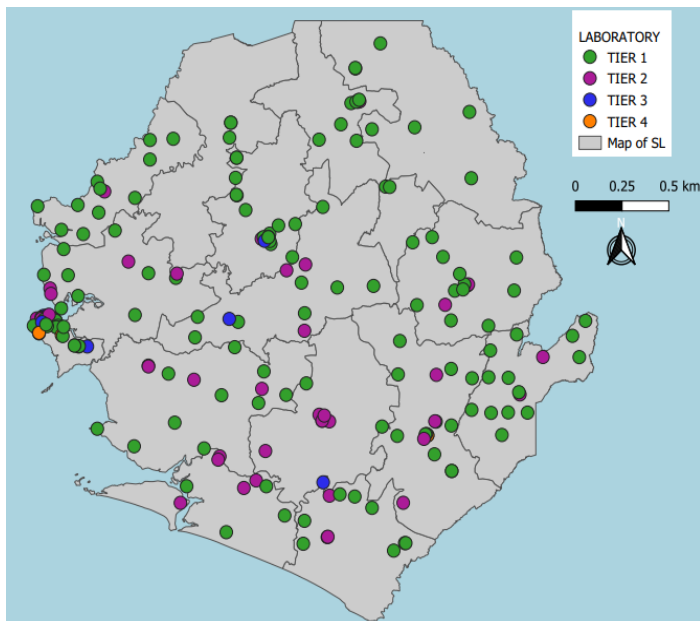 LABORATORY
TIER 1
TIER 2
TIER 3
TIER 4
Map of SL
0 0.25 0.5 km
N